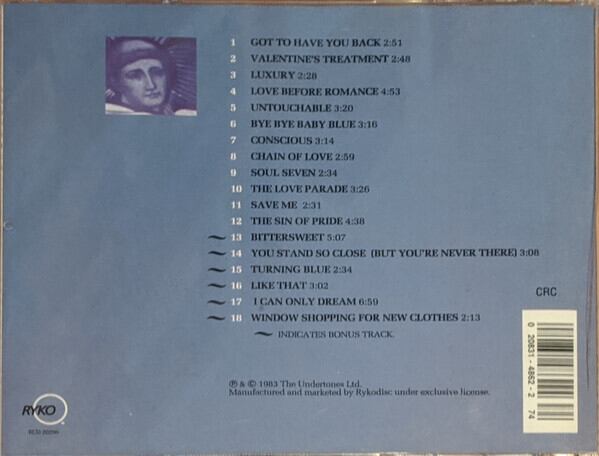 1 GOT TO HAVE YOU BACK 2:51
2 VALENTINE'S TREATMENT 2:48
3 LUXURY 2:28
4 LOVE BEFORE ROMANCE 4:53
5 UNTOUCHABLE 3:20
6 BYE BYE BABY BLUE 3:16
7 CONSCIOUS 3:14
8 CHAIN OF LOVE 2:59
9 SOUL SEVEN 2:34
10 THE LOVE PARADE 3:26
11 SAVE ME 2:31
12 THE SIN OF PRIDE 4:38
~ 13 BITTERSWEET 5:07
~ 14 YOU STAND SO CLOSE (BUT YOU'RE NEVER THERE) 3:08
~ 15 TURNING BLUE 2:34
~ 16 LIKE THAT 3:02
~ 17 I CAN ONLY DREAM 6:59
~ 18 WINDOW SHOPPING FOR NEW CLOTHES 2:13
~ INDICATES BONUS TRACK.
CRC
0 20831-4862-2 74
℗ & © 1983 The Undertones Ltd.
Manufactured and marketed by Rykodisc under exclusive license.
RYKO